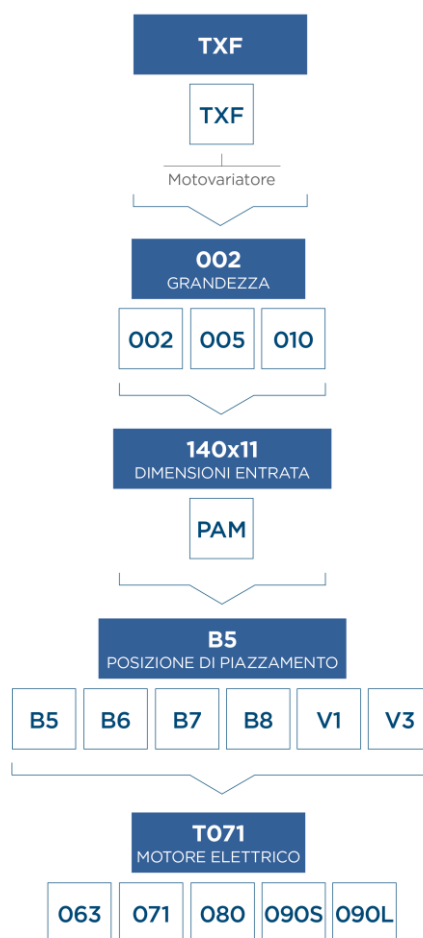 TXF
TXF
Motovariatore
002
GRANDEZZA
002 005 010
140x11
DIMENSIONI ENTRATA
PAM
B5
POSIZIONE DI PIAZZAMENTO
B5 B6 B7 B8 V1 V3
T071
MOTORE ELETTRICO
063 071 080 090S 090L